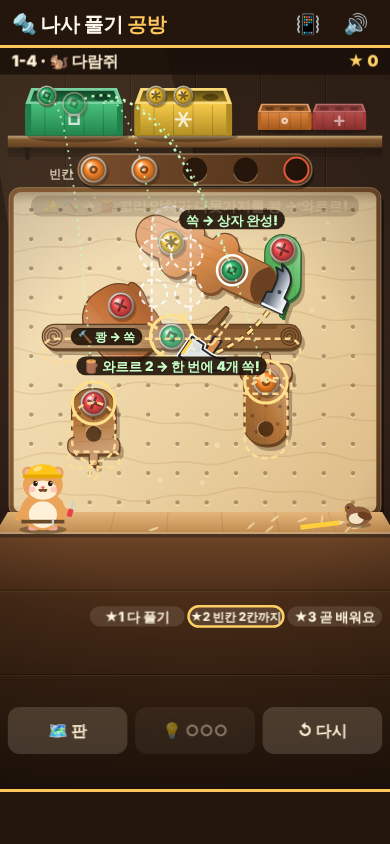 나사 풀기 공방
1-4 · 다람쥐
★ 0
빈칸
쏙 → 상자 완성!
쾅 → 쏙
와르르 2 → 한 번에 4개 쏙!
★1 다 풀기
★2 빈칸 2칸까지
★3 곧 배워요
판
다시